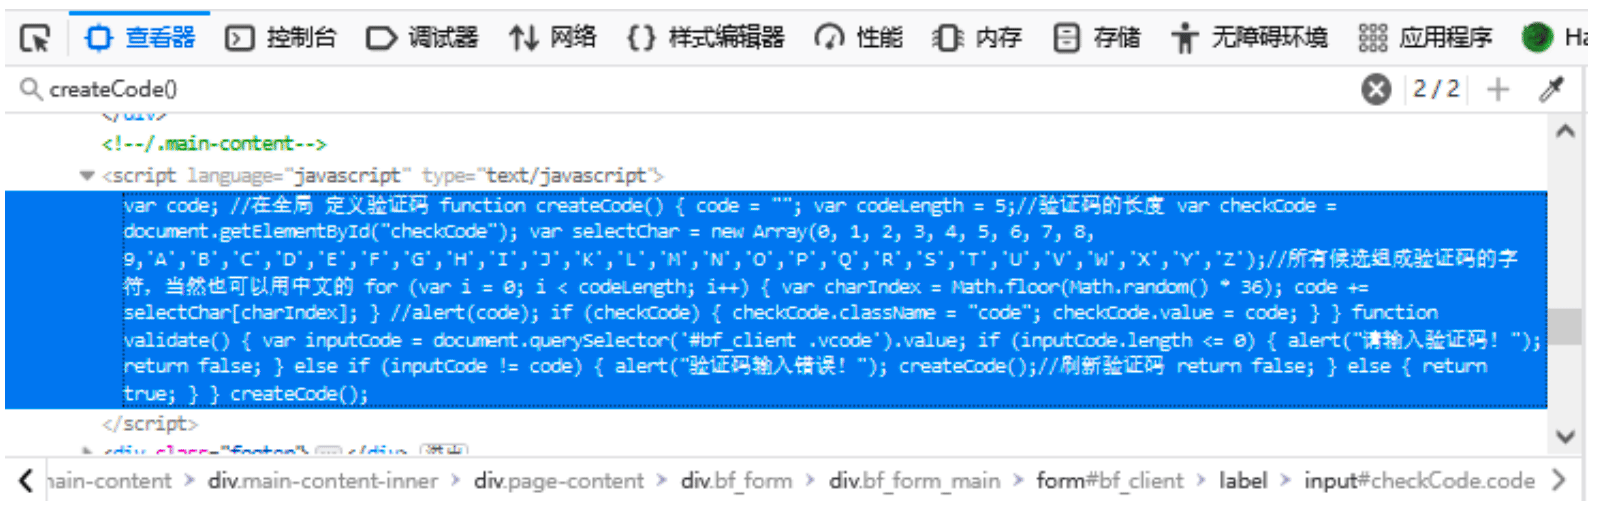 查看器 控制台 调试器 网络 样式编辑器 性能 内存 存储 无障碍环境 应用程序 Ha
createCode() 2 / 2
</div>
<!--/.main-content-->
<script language="javascript" type="text/javascript">
var code; //在全局 定义验证码 function createCode() { code = ""; var codeLength = 5;//验证码的长度 var checkCode =
document.getElementById("checkCode"); var selectChar = new Array(0, 1, 2, 3, 4, 5, 6, 7, 8,
9,'A','B','C','D','E','F','G','H','I','J','K','L','M','N','O','P','Q','R','S','T','U','V','W','X','Y','Z');//所有候选组成验证码的字
符，当然也可以用中文的 for (var i = 0; i < codeLength; i++) { var charIndex = Math.floor(Math.random() * 36); code +=
selectChar[charIndex]; } //alert(code); if (checkCode) { checkCode.className = "code"; checkCode.value = code; } } function
validate() { var inputCode = document.querySelector('#bf_client .vcode').value; if (inputCode.length <= 0) { alert("请输入验证码！");
return false; } else if (inputCode != code) { alert("验证码输入错误！"); createCode();//刷新验证码 return false; } else { return
true; } } createCode();
</script>
<div class="footer"> </div> 溢出
main-content > div.main-content-inner > div.page-content > div.bf_form > div.bf_form_main > form#bf_client > label > input#checkCode.code